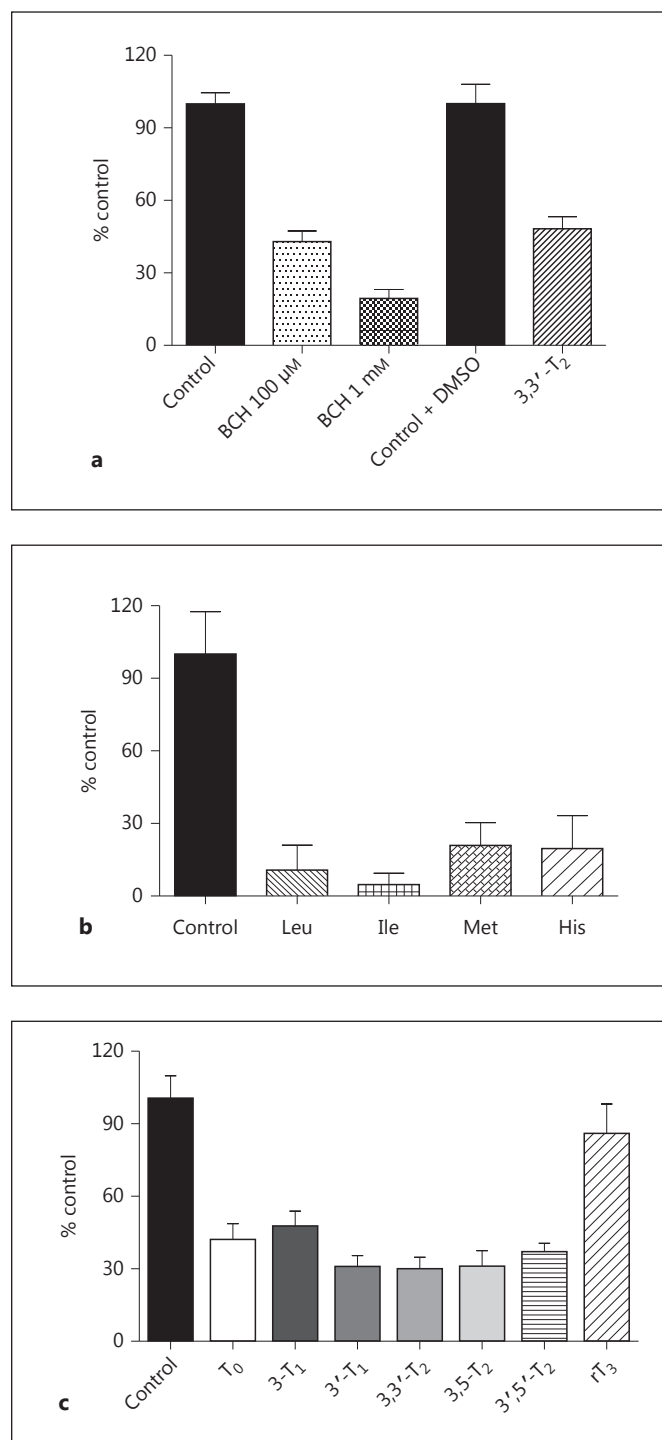 120
90
60
30
0
% control
Control
BCH 100 µM
BCH 1 mM
Control + DMSO
3,3′-T₂
a
120
90
60
30
0
% control
Control Leu Ile Met His
b
120
90
60
30
0
% control
Control
T₀
3-T₁
3′-T₁
3,3′-T₂
3,5-T₂
3′,5′-T₂
rT₃
c